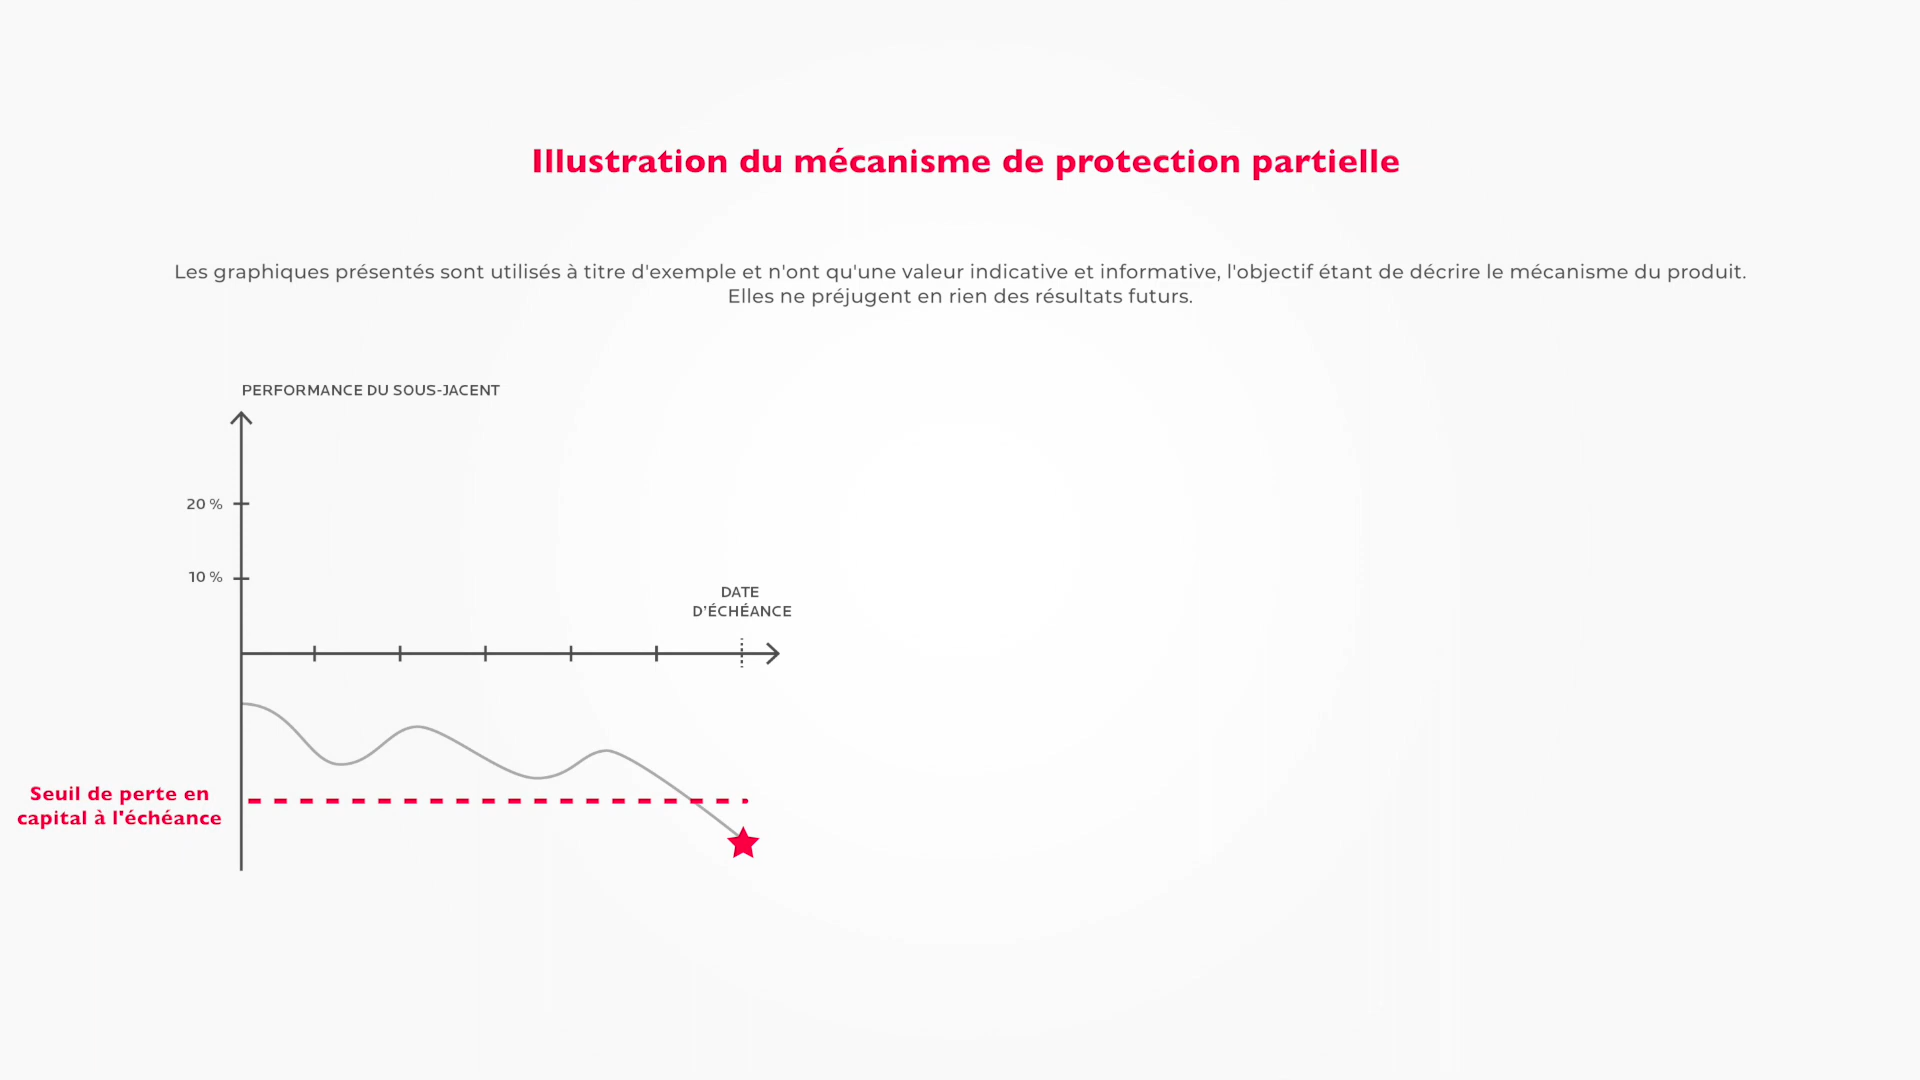 Illustration du mécanisme de protection partielle
Les graphiques présentés sont utilisés à titre d'exemple et n'ont qu'une valeur indicative et informative, l'objectif étant de décrire le mécanisme du produit.
Elles ne préjugent en rien des résultats futurs.
PERFORMANCE DU SOUS-JACENT
20 %
10 %
DATE
D'ÉCHÉANCE
Seuil de perte en
capital à l'échéance